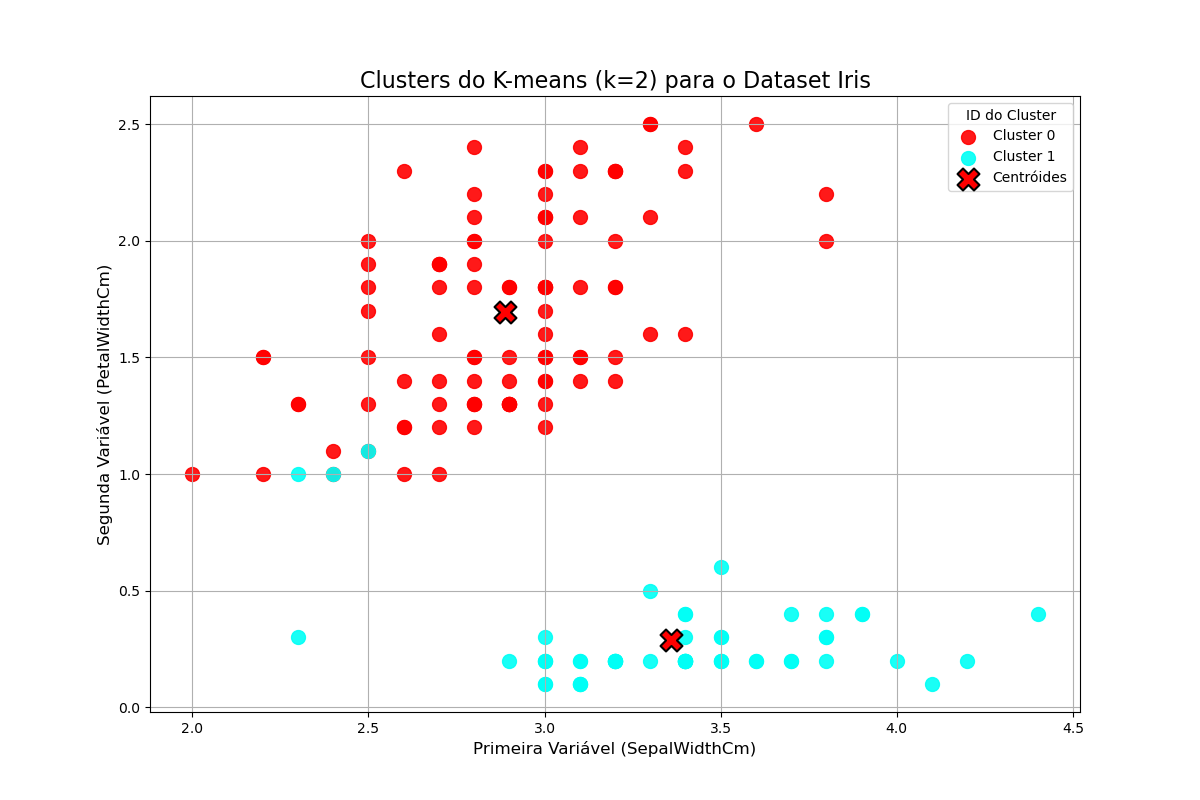 Clusters do K-means (k=2) para o Dataset Iris
ID do Cluster
Cluster 0
Cluster 1
Centróides
Segunda Variável (PetalWidthCm)
2.5
2.0
1.5
1.0
0.5
0.0
2.0 2.5 3.0 3.5 4.0 4.5
Primeira Variável (SepalWidthCm)